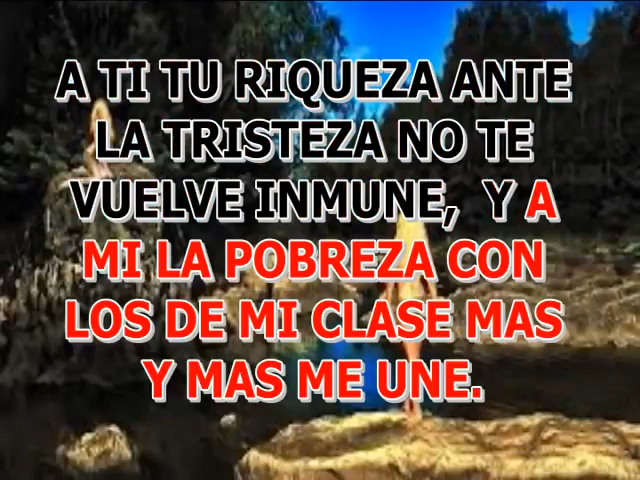 A TI TU RIQUEZA ANTE
LA TRISTEZA NO TE
VUELVE INMUNE, Y A
MI LA POBREZA CON
LOS DE MI CLASE MAS
Y MAS ME UNE.